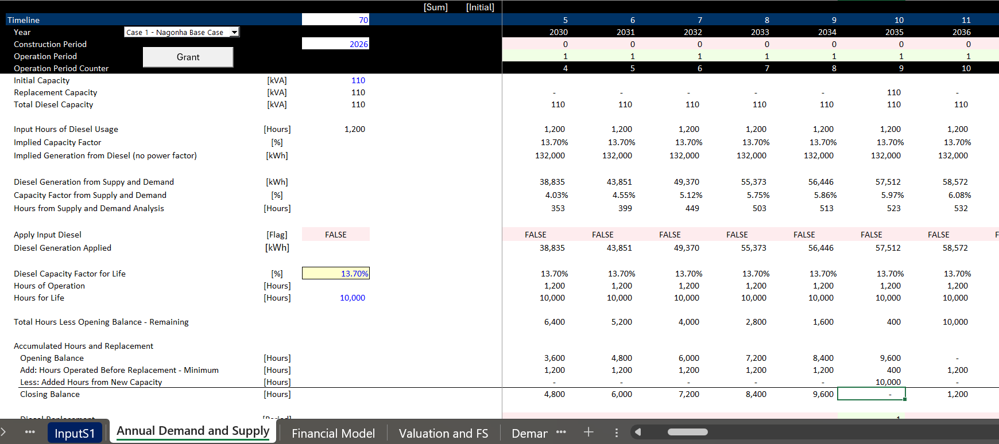 [Sum] [Initial]
Timeline 70 5 6 7 8 9 10 11
Year Case 1 - Nagonha Base Case 2030 2031 2032 2033 2034 2035 2036
Construction Period 2026 0 0 0 0 0 0 0
Operation Period Grant 1 1 1 1 1 1 1
Operation Period Counter 4 5 6 7 8 9 10
Initial Capacity [kVA] 110
Replacement Capacity [kVA] 110 - - - - - 110 -
Total Diesel Capacity [kVA] 110 110 110 110 110 110 110 110
Input Hours of Diesel Usage [Hours] 1,200 1,200 1,200 1,200 1,200 1,200 1,200 1,200
Implied Capacity Factor [%] 13.70% 13.70% 13.70% 13.70% 13.70% 13.70% 13.70%
Implied Generation from Diesel (no power factor) [kWh] 132,000 132,000 132,000 132,000 132,000 132,000 132,000
Diesel Generation from Suppy and Demand [kWh] 38,835 43,851 49,370 55,373 56,446 57,512 58,572
Capacity Factor from Supply and Demand [%] 4.03% 4.55% 5.12% 5.75% 5.86% 5.97% 6.08%
Hours from Supply and Demand Analysis [Hours] 353 399 449 503 513 523 532
Apply Input Diesel [Flag] FALSE FALSE FALSE FALSE FALSE FALSE FALSE FALSE F
Diesel Generation Applied [kWh] 38,835 43,851 49,370 55,373 56,446 57,512 58,572
Diesel Capacity Factor for Life [%] 13.70% 13.70% 13.70% 13.70% 13.70% 13.70% 13.70% 13.70%
Hours of Operation [Hours] 1,200 1,200 1,200 1,200 1,200 1,200 1,200
Hours for Life [Hours] 10,000 10,000 10,000 10,000 10,000 10,000 10,000 10,000
Total Hours Less Opening Balance - Remaining 6,400 5,200 4,000 2,800 1,600 400 10,000
Accumulated Hours and Replacement
Opening Balance [Hours] 3,600 4,800 6,000 7,200 8,400 9,600 -
Add: Hours Operated Before Replacement - Minimum [Hours] 1,200 1,200 1,200 1,200 1,200 400 1,200
Less: Added Hours from New Capacity [Hours] - - - - - 10,000 -
Closing Balance [Hours] 4,800 6,000 7,200 8,400 9,600 - 1,200
Diesel Replacement [Period] 1
InputS1 Annual Demand and Supply Financial Model Valuation and FS Demar